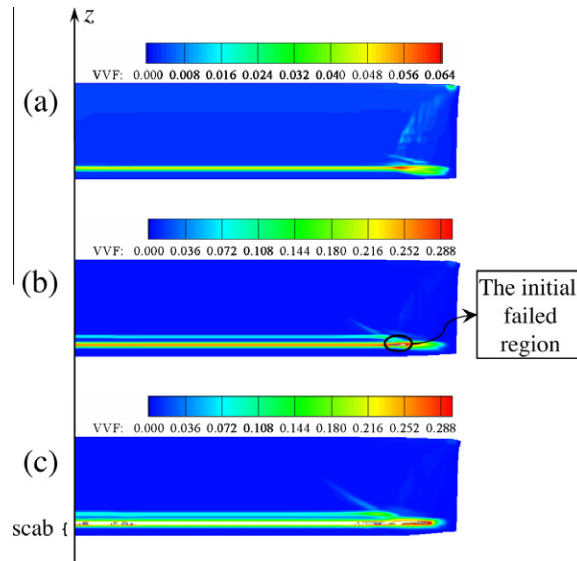 z
VVF: 0.000 0.008 0.016 0.024 0.032 0.040 0.048 0.056 0.064
(a)
VVF: 0.000 0.036 0.072 0.108 0.144 0.180 0.216 0.252 0.288
(b)
The initial
failed
region
VVF: 0.000 0.036 0.072 0.108 0.144 0.180 0.216 0.252 0.288
(c)
scab {